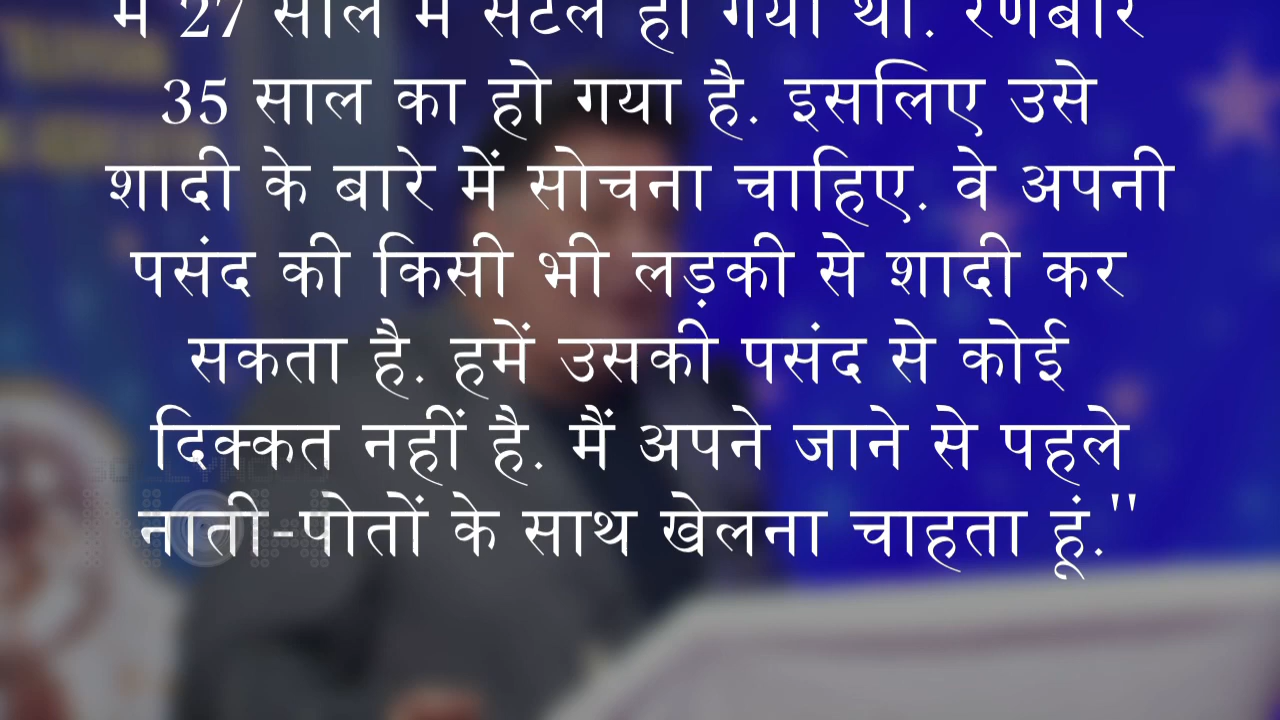 में 27 साल में सेटल हो गया था. रणबीर
35 साल का हो गया है. इसलिए उसे
शादी के बारे में सोचना चाहिए. वे अपनी
पसंद की किसी भी लड़की से शादी कर
सकता है. हमें उसकी पसंद से कोई
दिक्कत नहीं है. मैं अपने जाने से पहले
नाती-पोतों के साथ खेलना चाहता हूं.''